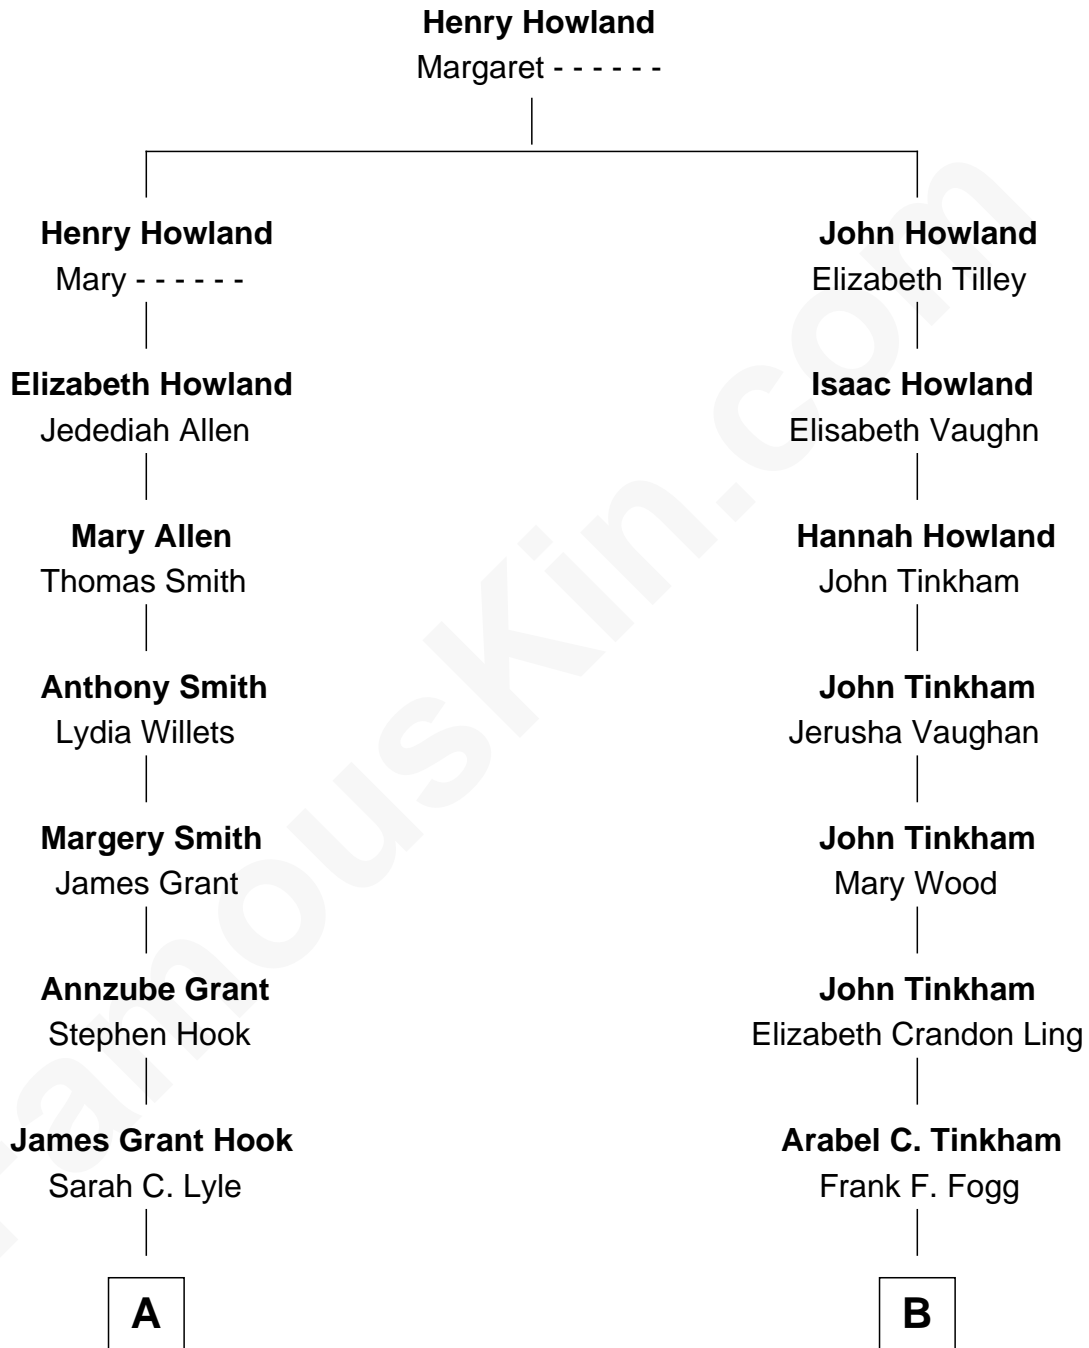 Henry Howland
Margaret - - - - - -
Henry Howland
Mary - - - - - -
John Howland
Elizabeth Tilley
Elizabeth Howland
Jedediah Allen
Isaac Howland
Elisabeth Vaughn
Mary Allen
Thomas Smith
Hannah Howland
John Tinkham
Anthony Smith
Lydia Willets
John Tinkham
Jerusha Vaughan
Margery Smith
James Grant
John Tinkham
Mary Wood
Annzube Grant
Stephen Hook
John Tinkham
Elizabeth Crandon Ling
James Grant Hook
Sarah C. Lyle
Arabel C. Tinkham
Frank F. Fogg
A
B
FamousKin.com